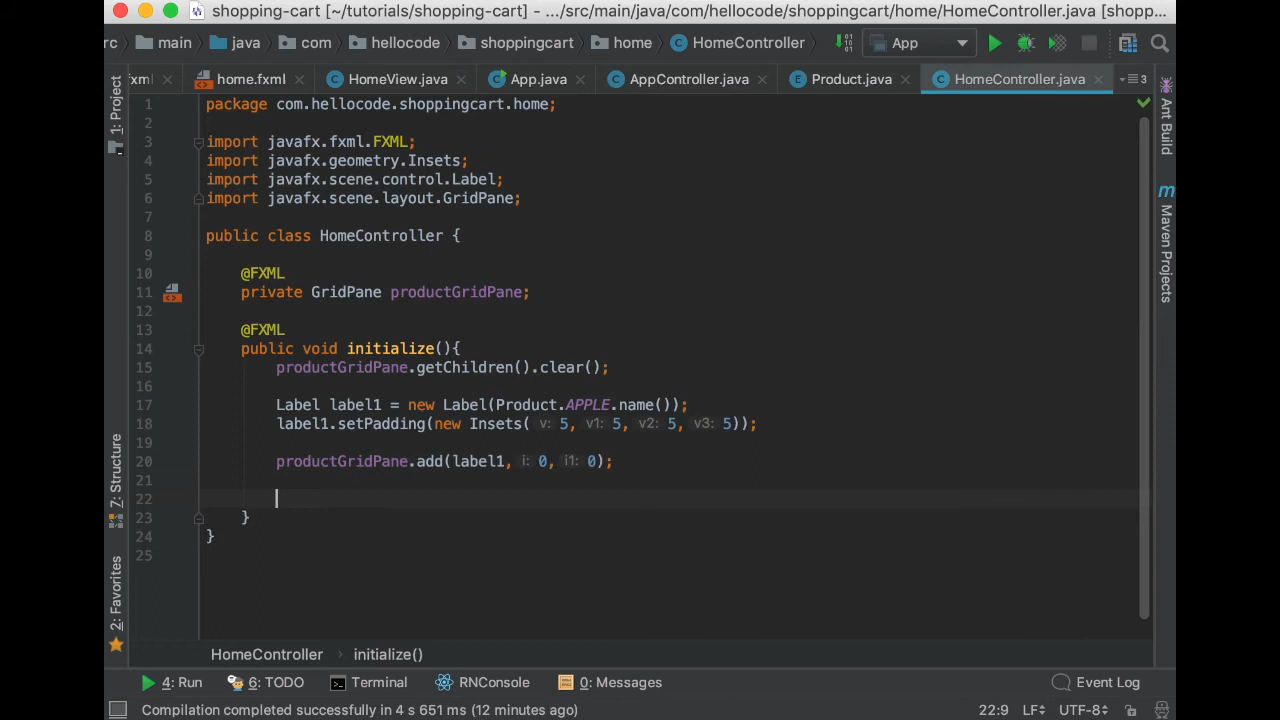 shopping-cart [~/tutorials/shopping-cart] - .../src/main/java/com/hellocode/shoppingcart/home/HomeController.java [shopp...
rc main java com hellocode shoppingcart home HomeController App
fxml home.fxml HomeView.java App.java AppController.java Product.java HomeController.java 3
1: Project
7: Structure
2: Favorites
Ant Build
m Maven Projects
1 package com.hellocode.shoppingcart.home;
2
3 import javafx.fxml.FXML;
4 import javafx.geometry.Insets;
5 import javafx.scene.control.Label;
6 import javafx.scene.layout.GridPane;
7
8 public class HomeController {
9
10 @FXML
11 private GridPane productGridPane;
12
13 @FXML
14 public void initialize(){
15 productGridPane.getChildren().clear();
16
17 Label label1 = new Label(Product.APPLE.name());
18 label1.setPadding(new Insets( v: 5, v1: 5, v2: 5, v3: 5));
19
20 productGridPane.add(label1, i: 0, i1: 0);
21
22
23 }
24 }
25
HomeController initialize()
4: Run 6: TODO Terminal RNConsole 0: Messages Event Log
Compilation completed successfully in 4 s 651 ms (12 minutes ago) 22:9 LF UTF-8